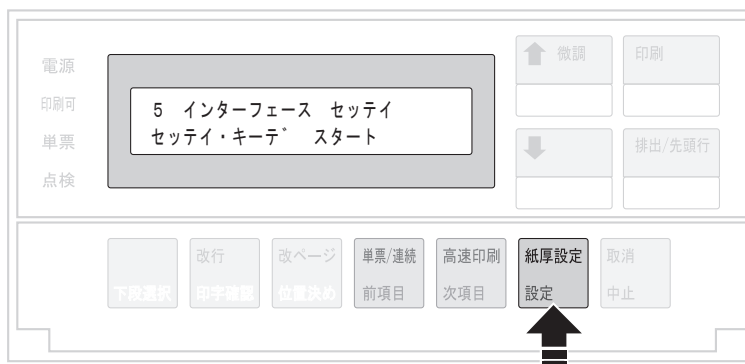 電源
印刷可
単票
点検
5 インターフェース セッテイ
セッテイ・キーデ スタート
微調
印刷
排出/先頭行
下段選択
改行
印字確認
改ページ
位置決め
単票/連続
前項目
高速印刷
次項目
紙厚設定
設定
取消
中止